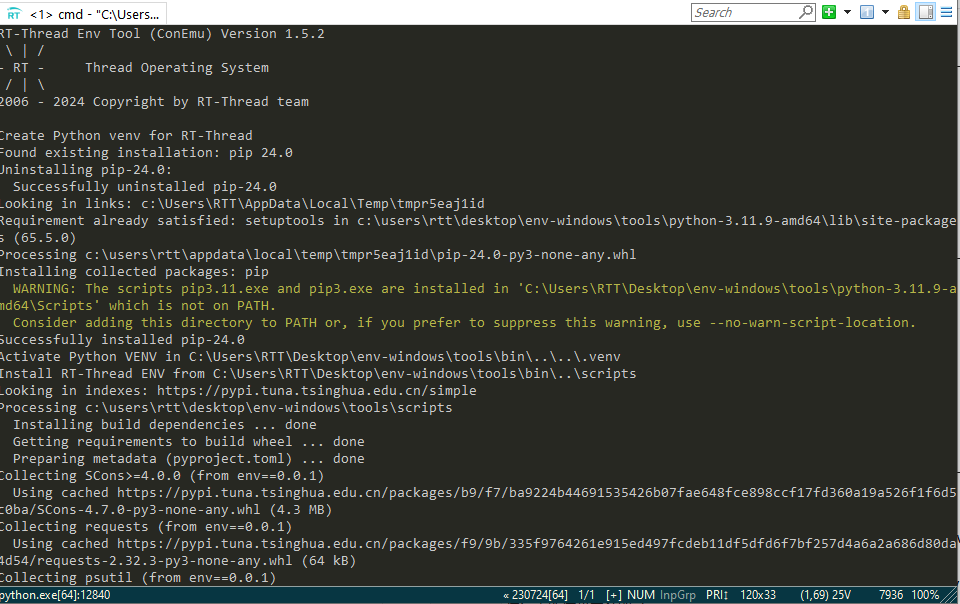 RT <1> cmd - "C:\Users...
Search
RT-Thread Env Tool (ConEmu) Version 1.5.2
 \ | /
- RT -     Thread Operating System
 / | \
2006 - 2024 Copyright by RT-Thread team
Create Python venv for RT-Thread
Found existing installation: pip 24.0
Uninstalling pip-24.0:
  Successfully uninstalled pip-24.0
Looking in links: c:\Users\RTT\AppData\Local\Temp\tmpr5eaj1id
Requirement already satisfied: setuptools in c:\users\rtt\desktop\env-windows\tools\python-3.11.9-amd64\lib\site-package
s (65.5.0)
Processing c:\users\rtt\appdata\local\temp\tmpr5eaj1id\pip-24.0-py3-none-any.whl
Installing collected packages: pip
  WARNING: The scripts pip3.11.exe and pip3.exe are installed in 'C:\Users\RTT\Desktop\env-windows\tools\python-3.11.9-a
md64\Scripts' which is not on PATH.
  Consider adding this directory to PATH or, if you prefer to suppress this warning, use --no-warn-script-location.
Successfully installed pip-24.0
Activate Python VENV in C:\Users\RTT\Desktop\env-windows\tools\bin\..\..\.venv
Install RT-Thread ENV from C:\Users\RTT\Desktop\env-windows\tools\bin\..\scripts
Looking in indexes: https://pypi.tuna.tsinghua.edu.cn/simple
Processing c:\users\rtt\desktop\env-windows\tools\scripts
  Installing build dependencies ... done
  Getting requirements to build wheel ... done
  Preparing metadata (pyproject.toml) ... done
Collecting SCons>=4.0.0 (from env==0.0.1)
  Using cached https://pypi.tuna.tsinghua.edu.cn/packages/b9/f7/ba9224b44691535426b07fae648fce898ccf17fd360a19a526f1f6d5
c0ba/SCons-4.7.0-py3-none-any.whl (4.3 MB)
Collecting requests (from env==0.0.1)
  Using cached https://pypi.tuna.tsinghua.edu.cn/packages/f9/9b/335f9764261e915ed497fcdeb11df5dfd6f7bf257d4a6a2a686d80da
4d54/requests-2.32.3-py3-none-any.whl (64 kB)
Collecting psutil (from env==0.0.1)
python.exe[64]:12840 « 230724[64] 1/1 [+] NUM InpGrp PRI↕ 120x33 (1,69) 25V 7936 100%